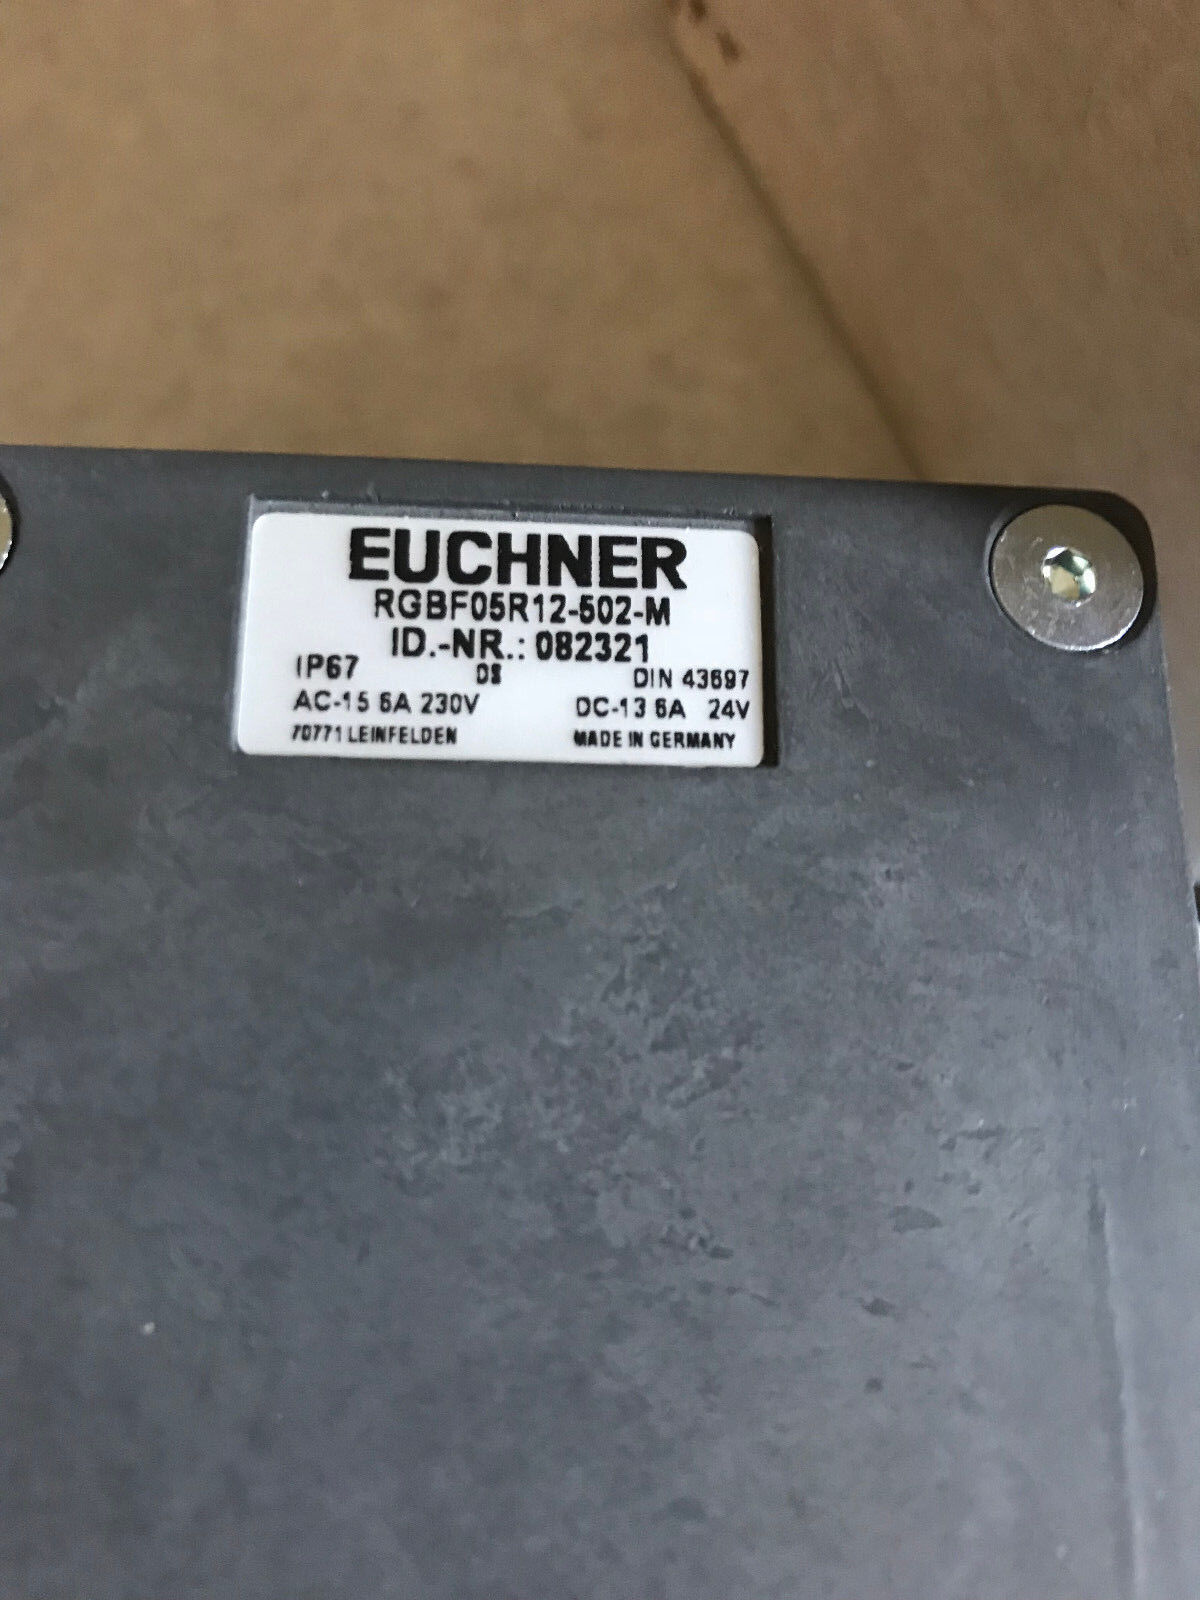 EUCHNER
RGBF05R12-502-M
ID.-NR.: 082321
IP67 DIN 43697
AC-15 6A 230V DC-13 6A 24V
70771 LEINFELDEN MADE IN GERMANY